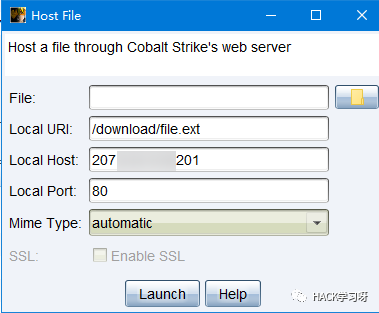 Host File
Host a file through Cobalt Strike's web server
File:
Local URI: /download/file.ext
Local Host: 207 201
Local Port: 80
Mime Type: automatic
SSL: Enable SSL
Launch Help
HACK学习呀